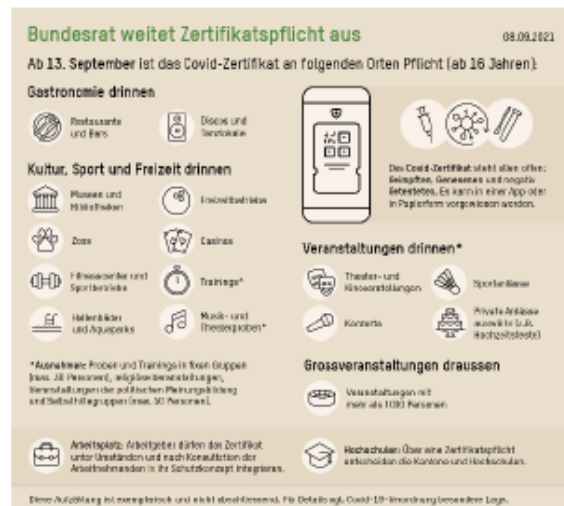 Bundesrat weitet Zertifikatspflicht aus
08.09.2021
Ab 13. September ist das Covid-Zertifikat an folgenden Orten Pflicht (ab 16 Jahren):
Gastronomie drinnen
Restaurants
und Bars
Discos und
Tanzlokale
Kultur, Sport und Freizeit drinnen
Museen und
Bibliotheken
Freizeitbetriebe
Zoos
Casinos
Fitnesscenter und
Sportbetriebe
Trainings*
Hallenbäder
und Aquaparks
Musik- und
Theaterproben*
*Ausnahmen: Proben und Trainings in fixen Gruppen
(max. 30 Personen), religiöse Veranstaltungen,
Veranstaltungen der politischen Meinungsbildung
und Selbsthilfegruppen (max. 50 Personen).
Das Covid-Zertifikat steht allen offen:
Geimpften, Genesenen und negativ
Getesteten. Es kann in einer App oder
in Papierform vorgewiesen werden.
Veranstaltungen drinnen*
Theater- und
Kinovorstellungen
Sportanlässe
Konzerte
Private Anlässe
auswärts (z.B.
Hochzeitsfeste)
Grossveranstaltungen draussen
Veranstaltungen mit
mehr als 1000 Personen
Arbeitsplatz: Arbeitgeber dürfen das Zertifikat
unter Umständen und nach Konsultation der
Arbeitnehmenden in ihr Schutzkonzept integrieren.
Hochschulen: Über eine Zertifikatspflicht
entscheiden die Kantone und Hochschulen.
Diese Aufzählung ist exemplarisch und nicht abschliessend. Für Details vgl. Covid-19-Verordnung besondere Lage.